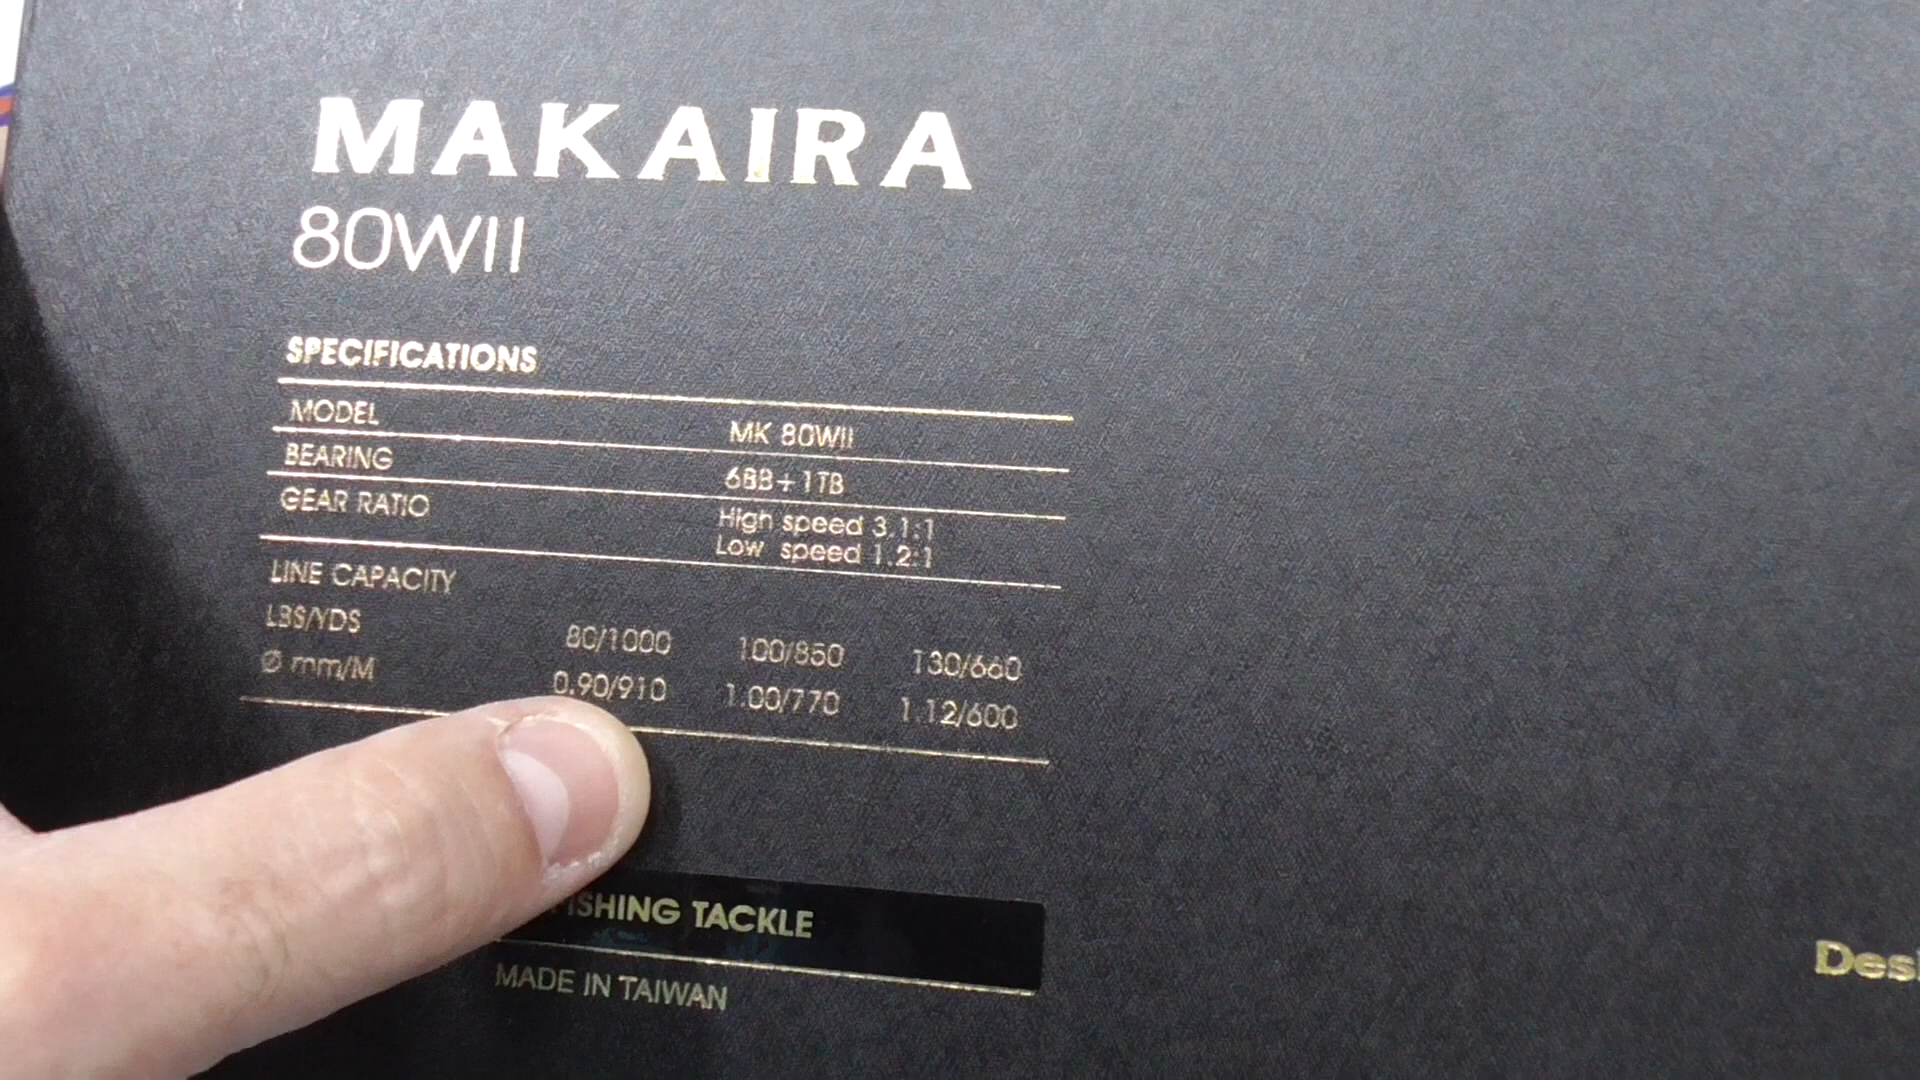 MAKAIRA
80WII
SPECIFICATIONS
MODEL MK 80WII
BEARING 6BB+1TB
GEAR RATIO High speed 3.1:1
Low speed 1.2:1
LINE CAPACITY
LBS/YDS 80/1000 100/850 130/660
Ø mm/M 0.90/910 1.00/770 1.12/600
FISHING TACKLE
MADE IN TAIWAN